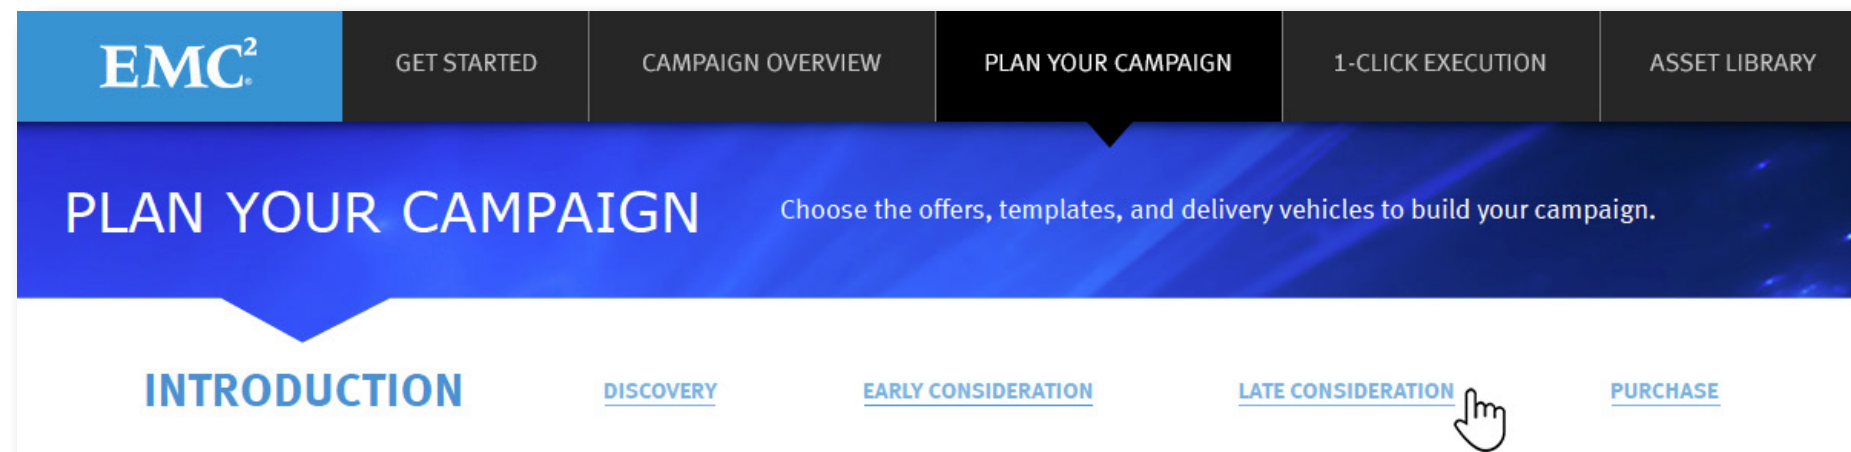 EMC²
GET STARTED
CAMPAIGN OVERVIEW
PLAN YOUR CAMPAIGN
1-CLICK EXECUTION
ASSET LIBRARY
PLAN YOUR CAMPAIGN
Choose the offers, templates, and delivery vehicles to build your campaign.
INTRODUCTION
DISCOVERY
EARLY CONSIDERATION
LATE CONSIDERATION
PURCHASE